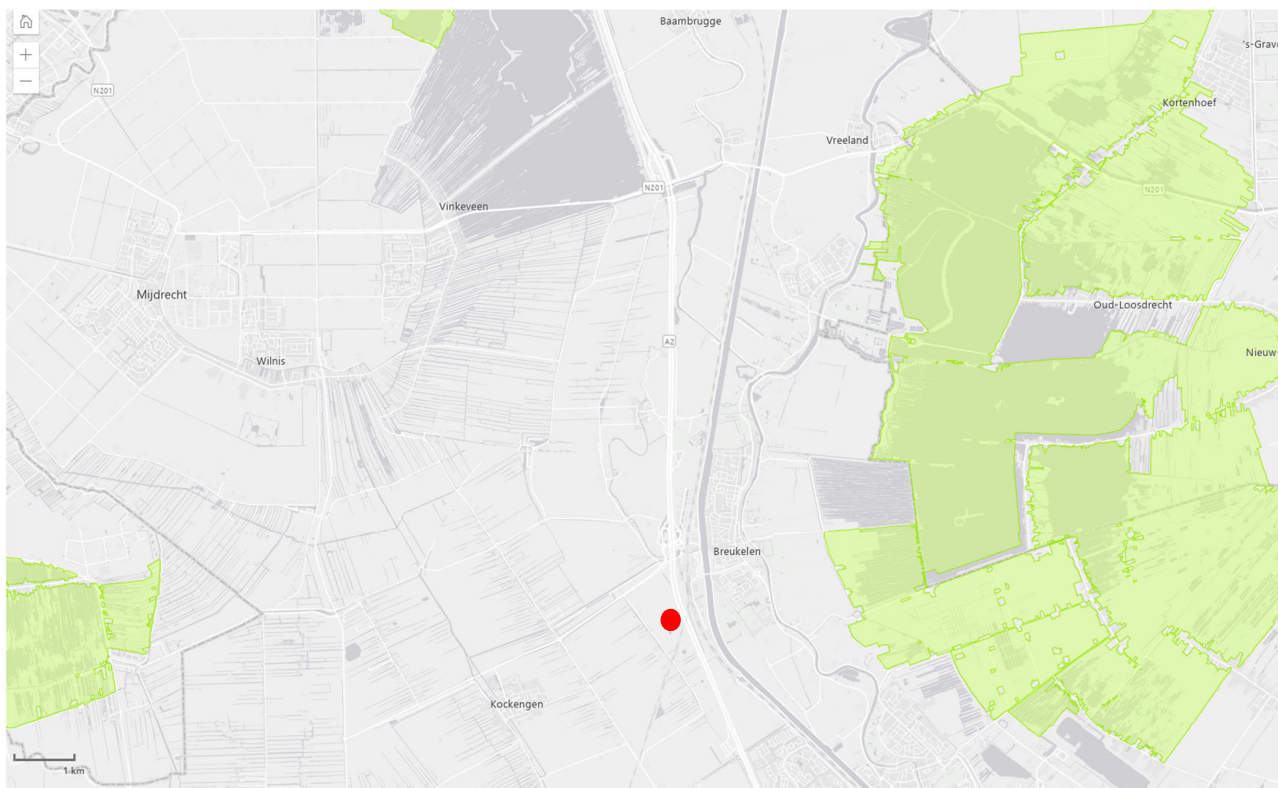 Baambrugge
's-Grave
N201
Kortenhoef
Vreeland
N201
N201
Vinkeveen
Mijdrecht
Oud-Loosdrecht
A2
Nieuw-
Wilnis
Breukelen
Kockengen
1 km